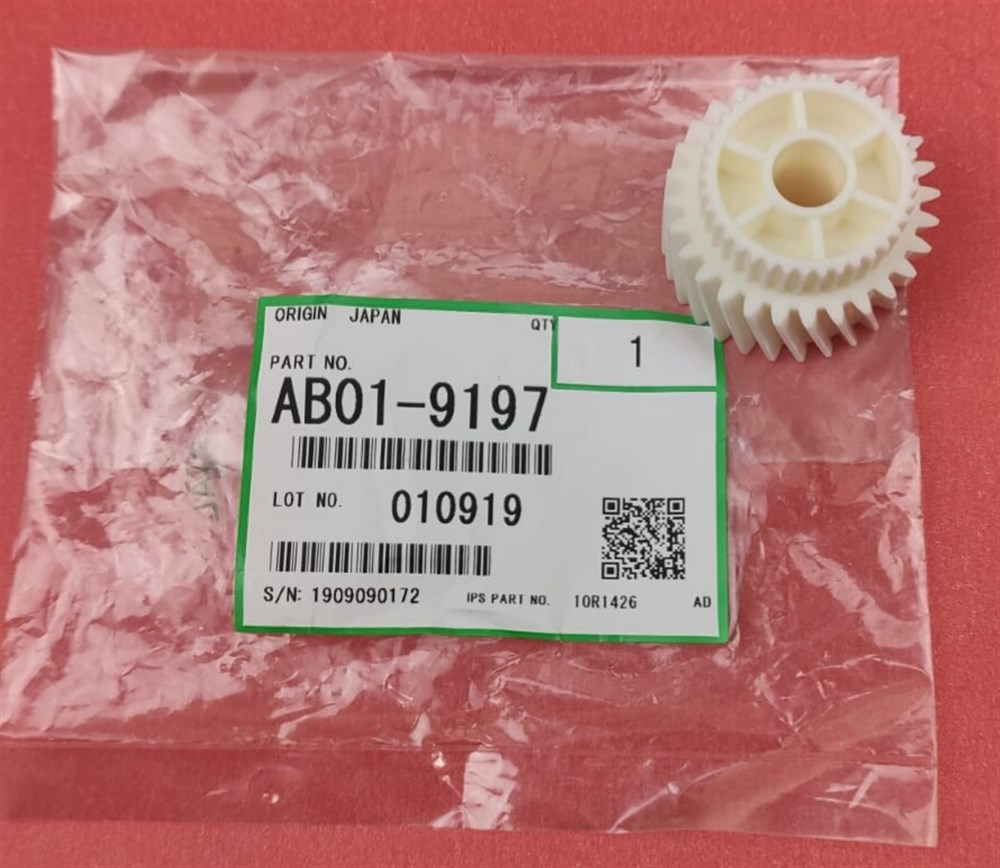 ORIGIN JAPAN
QTY 1
PART NO.
AB01-9197
LOT NO. 010919
S/N: 1909090172 IPS PART NO. 10R1426 AD